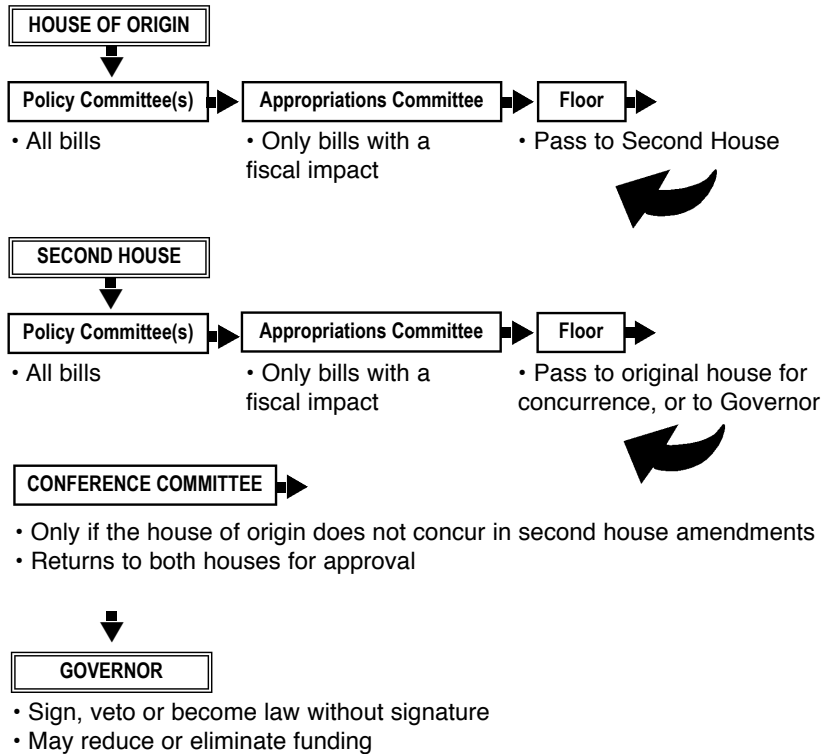 HOUSE OF ORIGIN
Policy Committee(s) Appropriations Committee Floor
• All bills • Only bills with a • Pass to Second House
fiscal impact
SECOND HOUSE
Policy Committee(s) Appropriations Committee Floor
• All bills • Only bills with a • Pass to original house for
fiscal impact concurrence, or to Governor
CONFERENCE COMMITTEE
• Only if the house of origin does not concur in second house amendments
• Returns to both houses for approval
GOVERNOR
• Sign, veto or become law without signature
• May reduce or eliminate funding